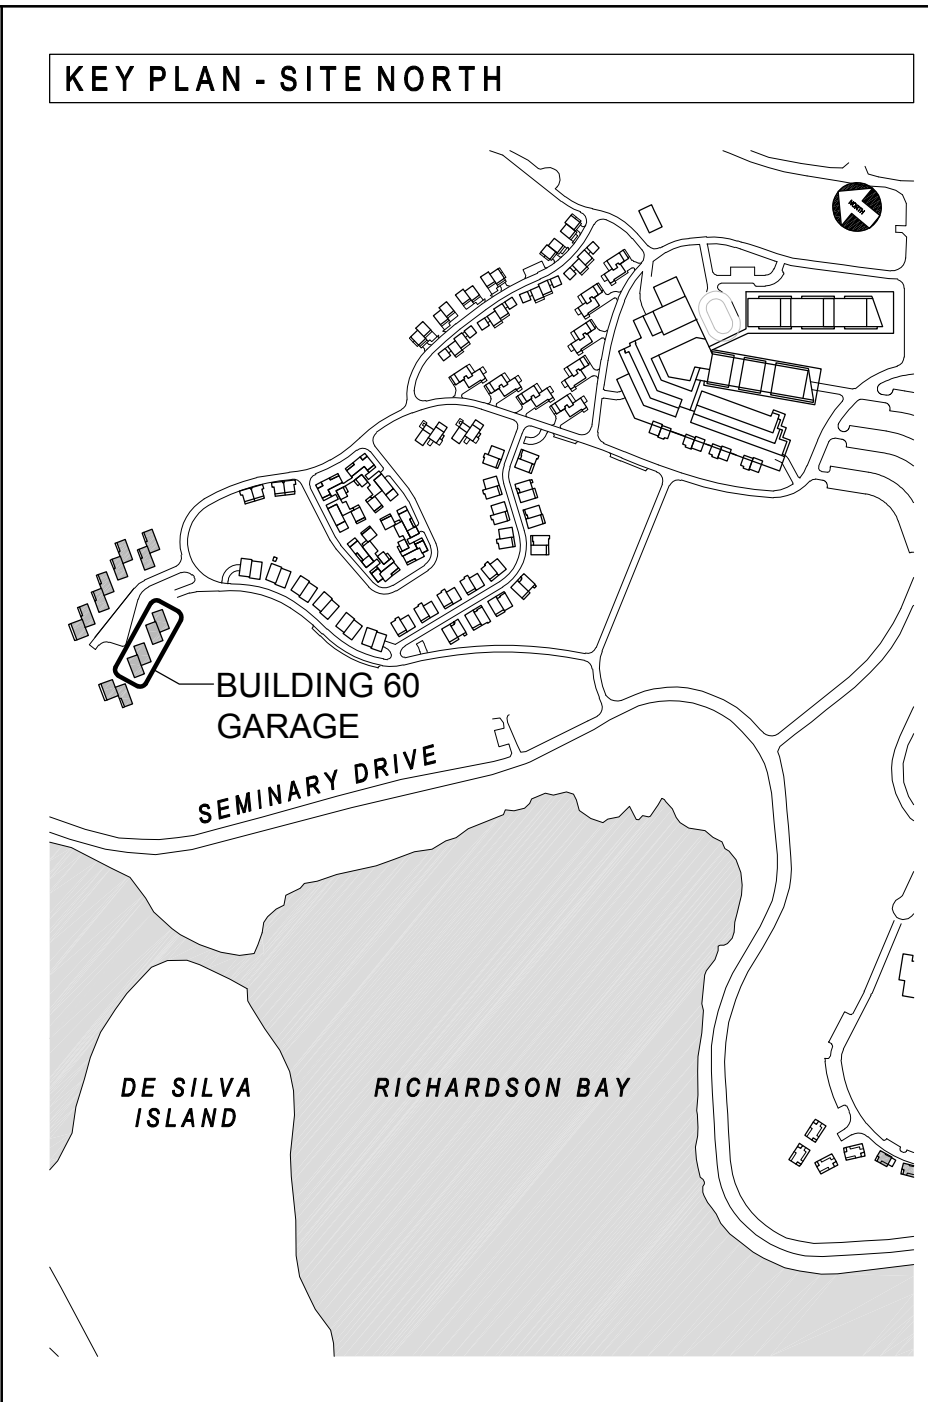 KEY PLAN - SITE NORTH
NORTH
BUILDING 60
GARAGE
SEMINARY DRIVE
DE SILVA
ISLAND
RICHARDSON BAY